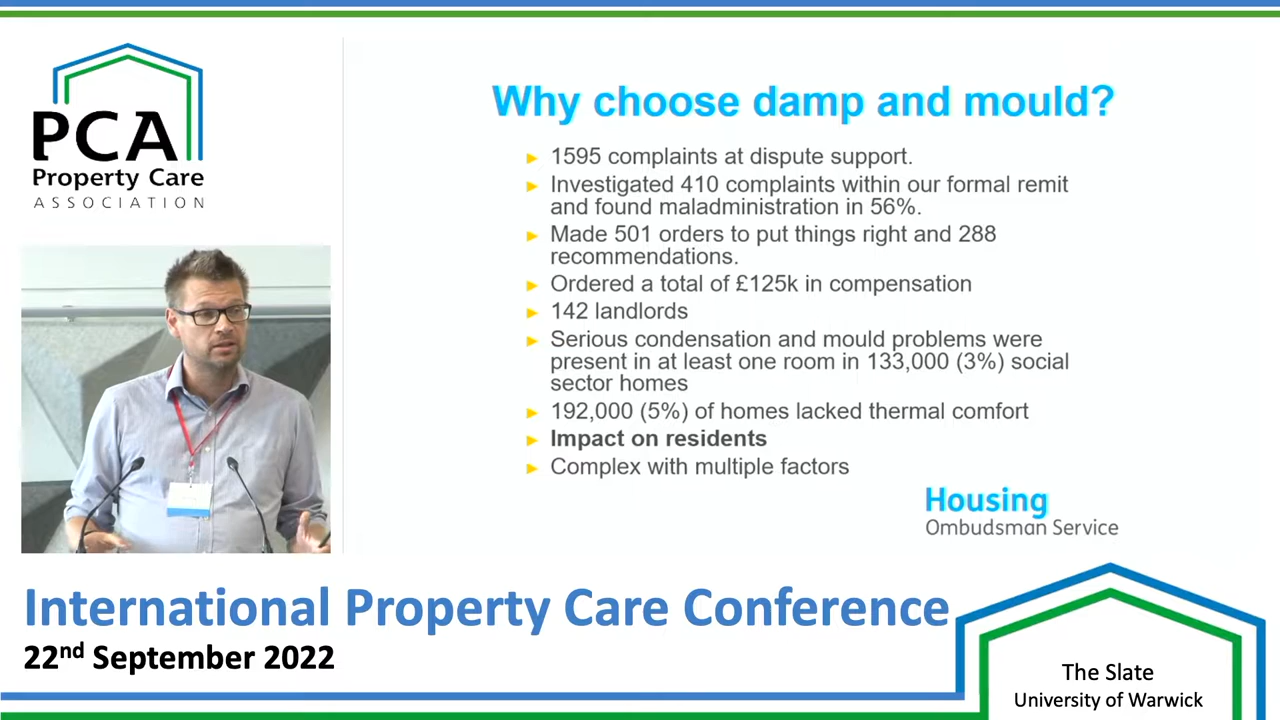 PCA
Property Care
ASSOCIATION
Why choose damp and mould?
► 1595 complaints at dispute support.
► Investigated 410 complaints within our formal remit
and found maladministration in 56%.
► Made 501 orders to put things right and 288
recommendations.
► Ordered a total of £125k in compensation
► 142 landlords
► Serious condensation and mould problems were
present in at least one room in 133,000 (3%) social
sector homes
► 192,000 (5%) of homes lacked thermal comfort
► Impact on residents
► Complex with multiple factors
Housing
Ombudsman Service
International Property Care Conference
22nd September 2022
The Slate
University of Warwick